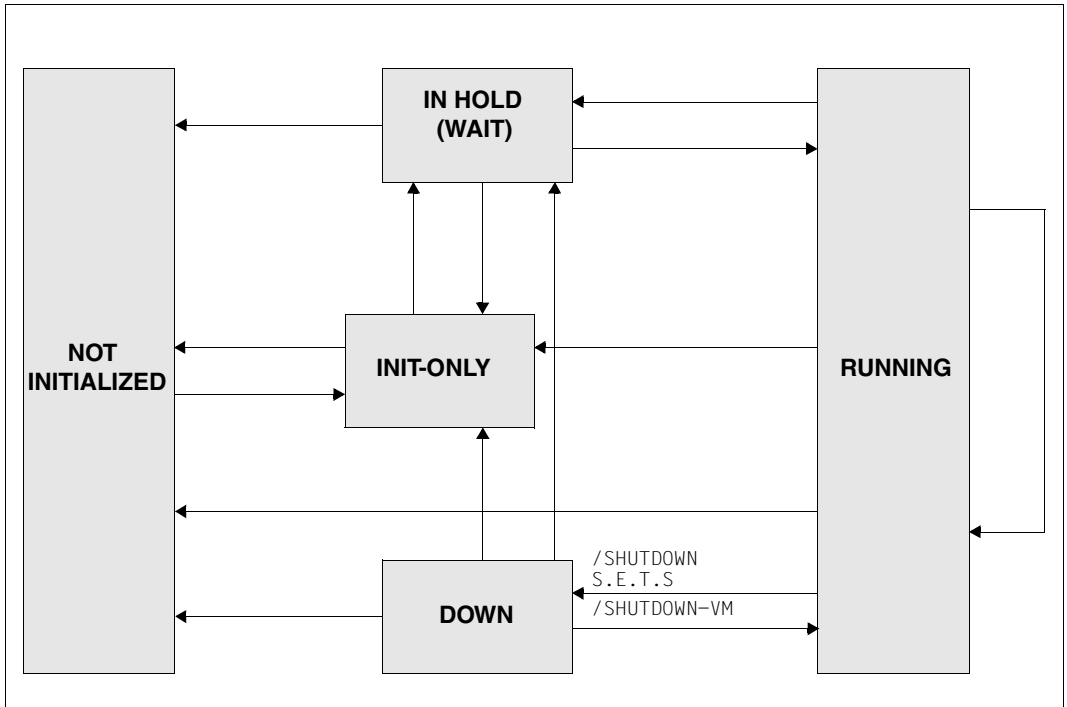 IN HOLD
(WAIT)
NOT
INITIALIZED
INIT-ONLY
RUNNING
/SHUTDOWN
S.E.T.S
/SHUTDOWN-VM
DOWN